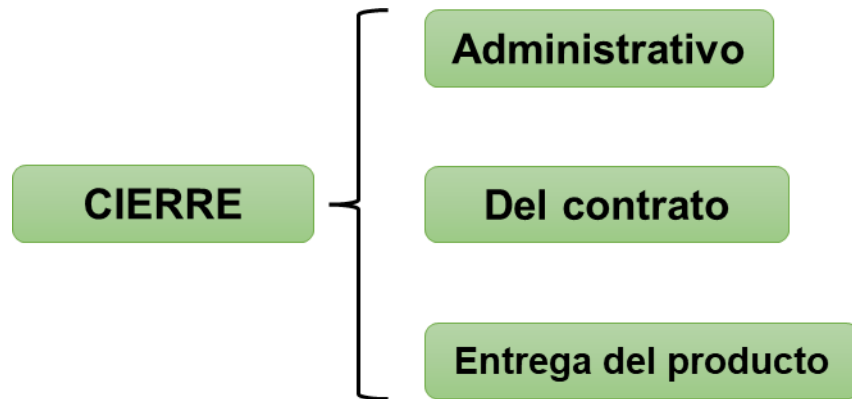 Administrativo
CIERRE
Del contrato
Entrega del producto